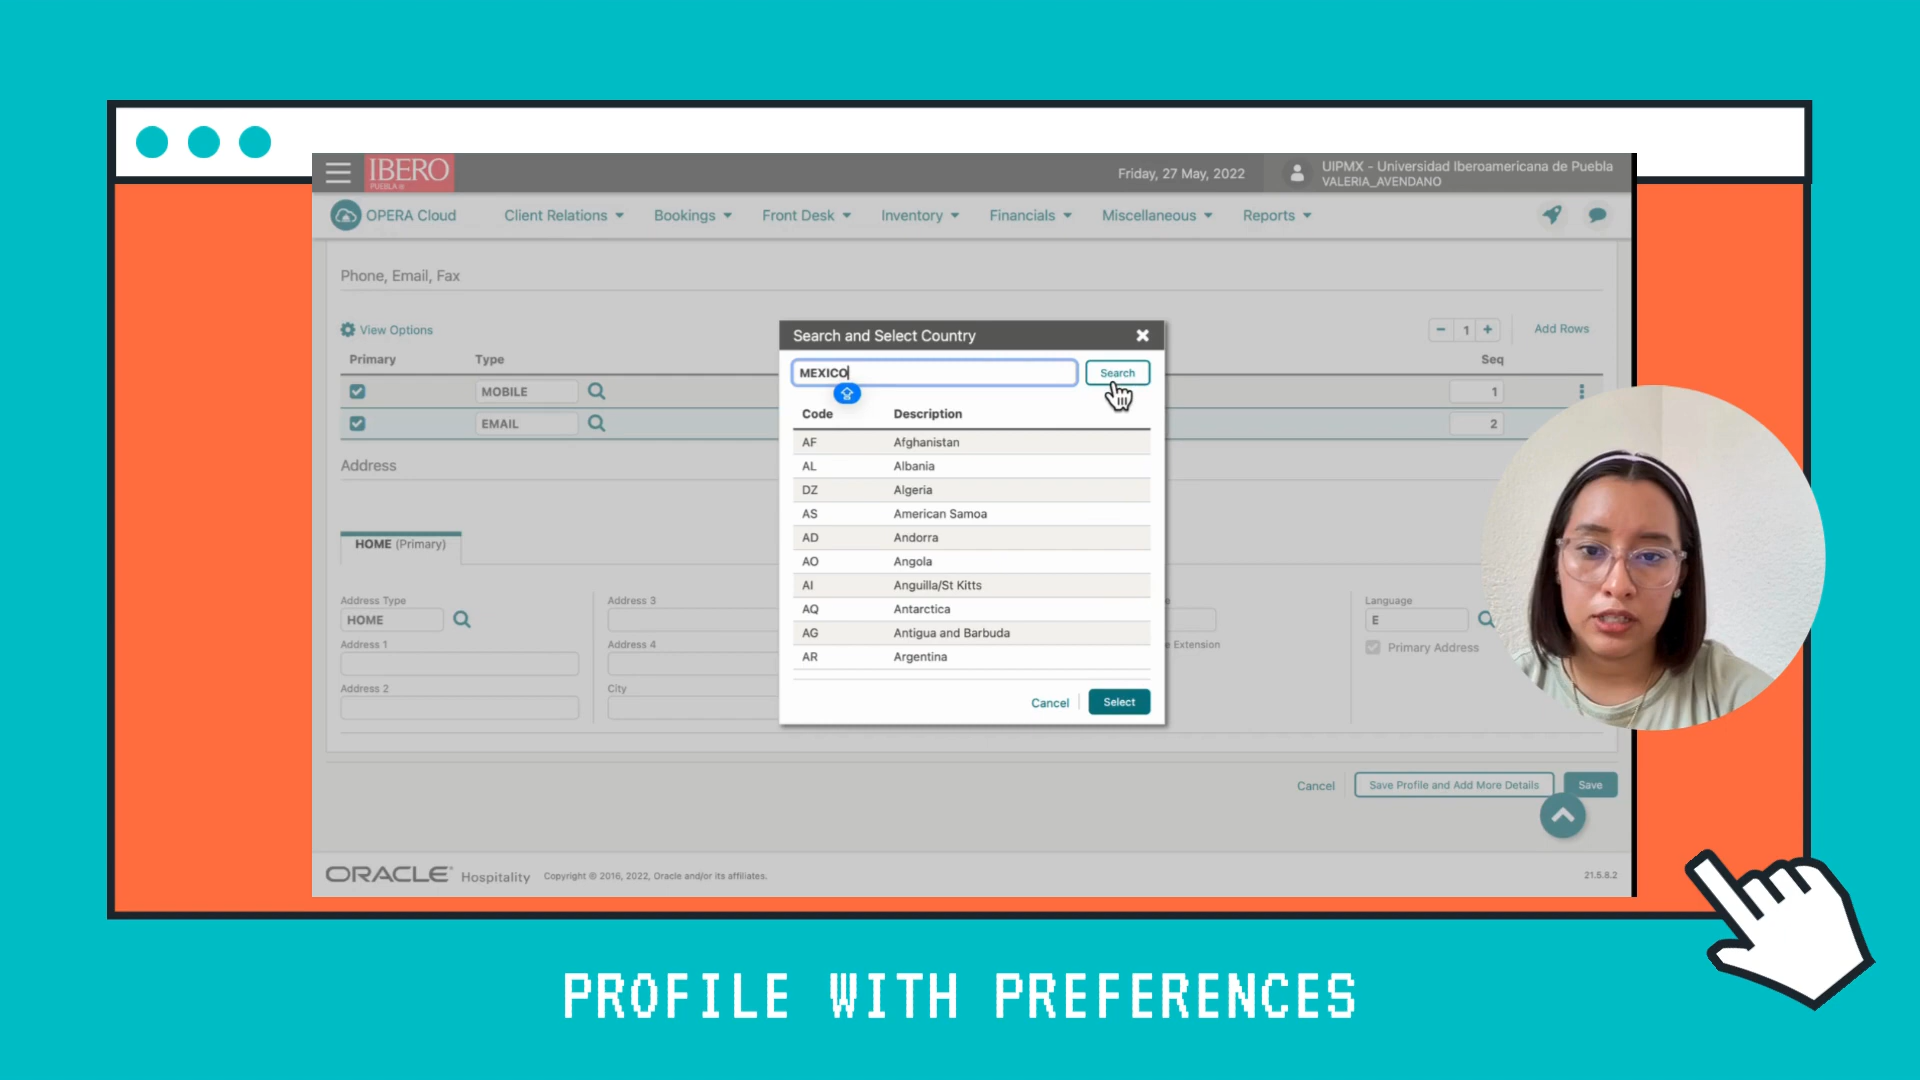 IBERO
PUEBLA
Friday, 27 May, 2022
UIPMX - Universidad Iberoamericana de Puebla
VALERIA_AVENDANO
OPERA Cloud
Client Relations
Bookings
Front Desk
Inventory
Financials
Miscellaneous
Reports
Phone, Email, Fax
View Options
1
Add Rows
Primary
Type
Seq
MOBILE
1
EMAIL
2
Search and Select Country
MEXICO
Search
Code Description
AF Afghanistan
AL Albania
DZ Algeria
AS American Samoa
AD Andorra
AO Angola
AI Anguilla/St Kitts
AQ Antarctica
AG Antigua and Barbuda
AR Argentina
Cancel
Select
Address
HOME (Primary)
Address Type
HOME
Address 1
Address 2
Address 3
Address 4
City
e Extension
Language
E
Primary Address
Cancel
Save Profile and Add More Details
Save
ORACLE Hospitality Copyright © 2016, 2022, Oracle and/or its affiliates.
21.5.8.2
PROFILE WITH PREFERENCES